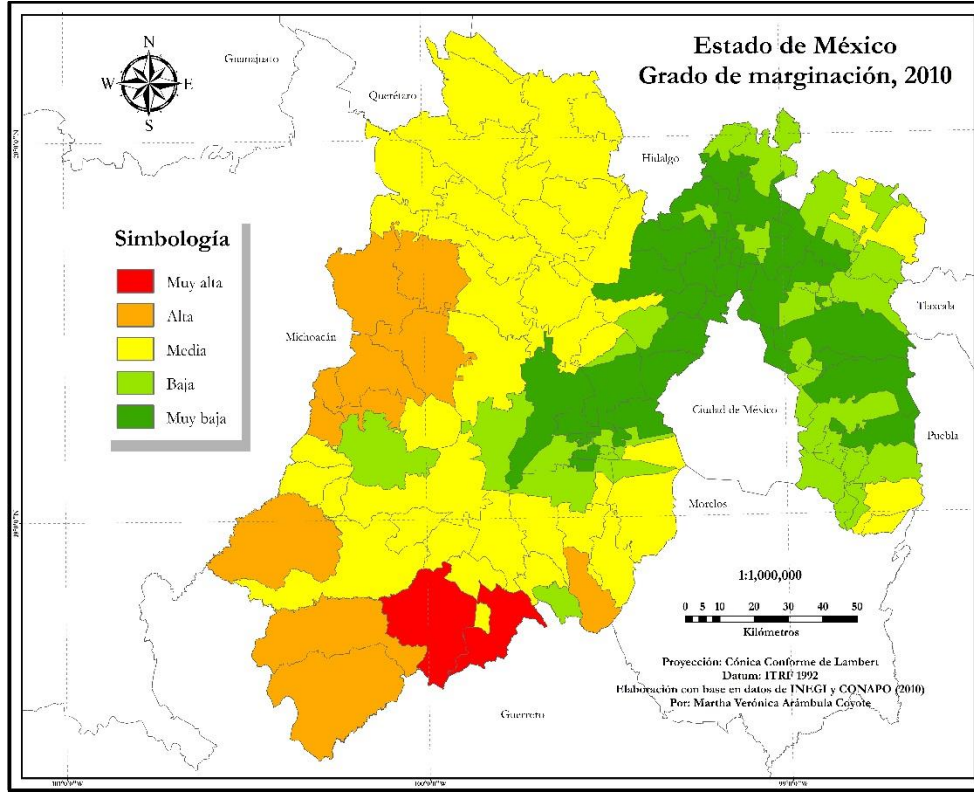 Estado de México
Grado de marginación, 2010
N
W E
S
Guanajuato
Querétaro
Hidalgo
Simbología
Muy alta
Alta
Media
Baja
Muy baja
Michoacán
Tlaxcala
Ciudad de México
Puebla
Morelos
Guerrero
1:1,000,000
0 5 10 20 30 40 50
Kilómetros
Proyección: Cónica Conforme de Lambert
Datum: ITRF 1992
Elaboración con base en datos de INEGI y CONAPO (2010)
Por: Martha Verónica Arámbula Coyote